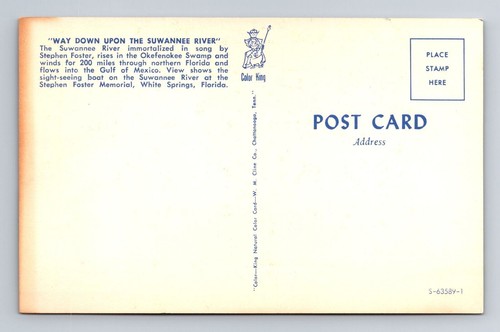 "WAY DOWN UPON THE SUWANNEE RIVER"
The Suwannee River immortalized in song by
Stephen Foster, rises in the Okefenokee Swamp and
winds for 200 miles through northern Florida and
flows into the Gulf of Mexico. View shows the
sight-seeing boat on the Suwannee River at the
Stephen Foster Memorial, White Springs, Florida.
Color King
"Color-King Natural Color Card—W. M. Cline Co., Chattanooga, Tenn."
PLACE
STAMP
HERE
POST CARD
Address
S-63589-1